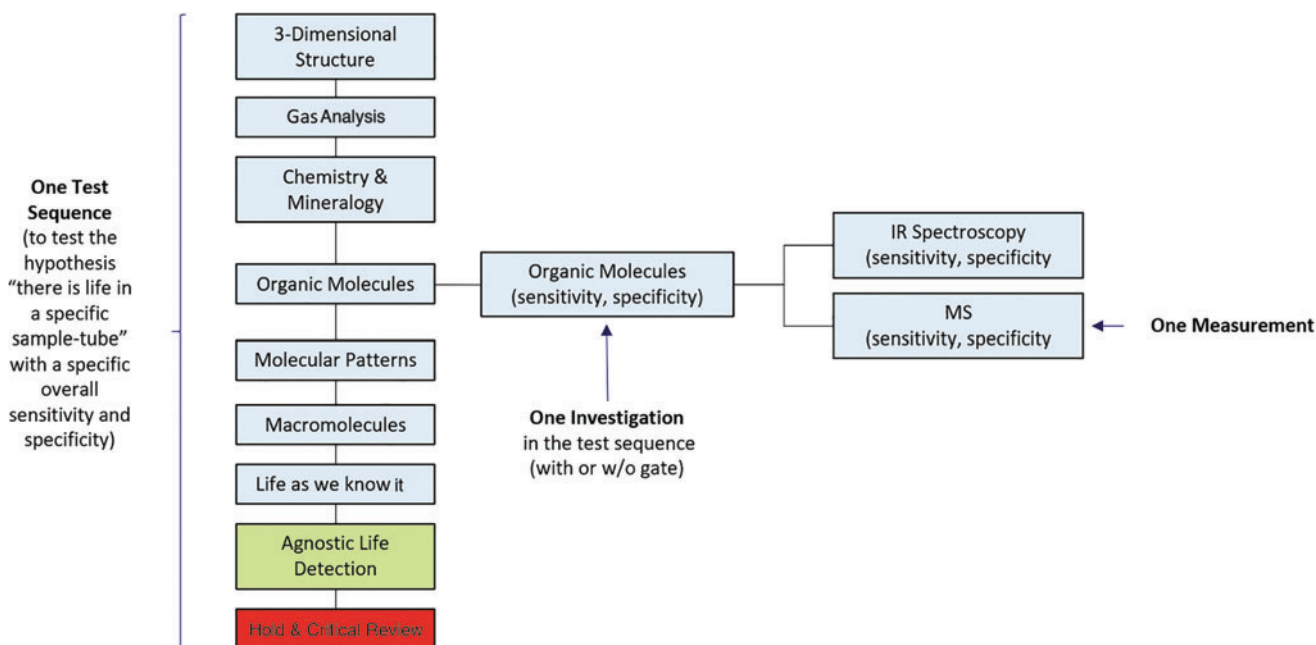 One Test
Sequence
(to test the
hypothesis
“there is life in
a specific
sample-tube”
with a specific
overall
sensitivity and
specificity)
3-Dimensional
Structure
Gas Analysis
Chemistry &
Mineralogy
Organic Molecules
Molecular Patterns
Macromolecules
Life as we know it
Agnostic Life
Detection
Hold & Critical Review
Organic Molecules
(sensitivity, specificity)
One Investigation
in the test sequence
(with or w/o gate)
IR Spectroscopy
(sensitivity, specificity
MS
(sensitivity, specificity
One Measurement